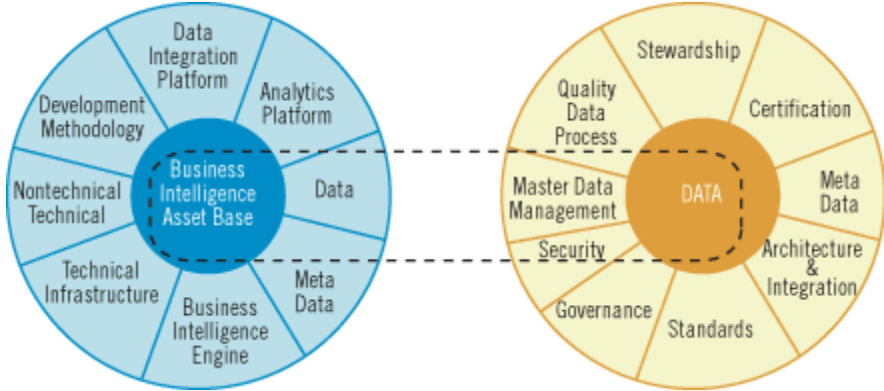 Data
Integration
Platform
Analytics
Platform
Data
Meta
Data
Business
Intelligence
Engine
Technical
Infrastructure
Nontechnical
Technical
Development
Methodology
Business
Intelligence
Asset Base
Stewardship
Certification
Meta
Data
Architecture
&
Integration
Standards
Governance
Security
Master Data
Management
Quality
Data
Process
DATA